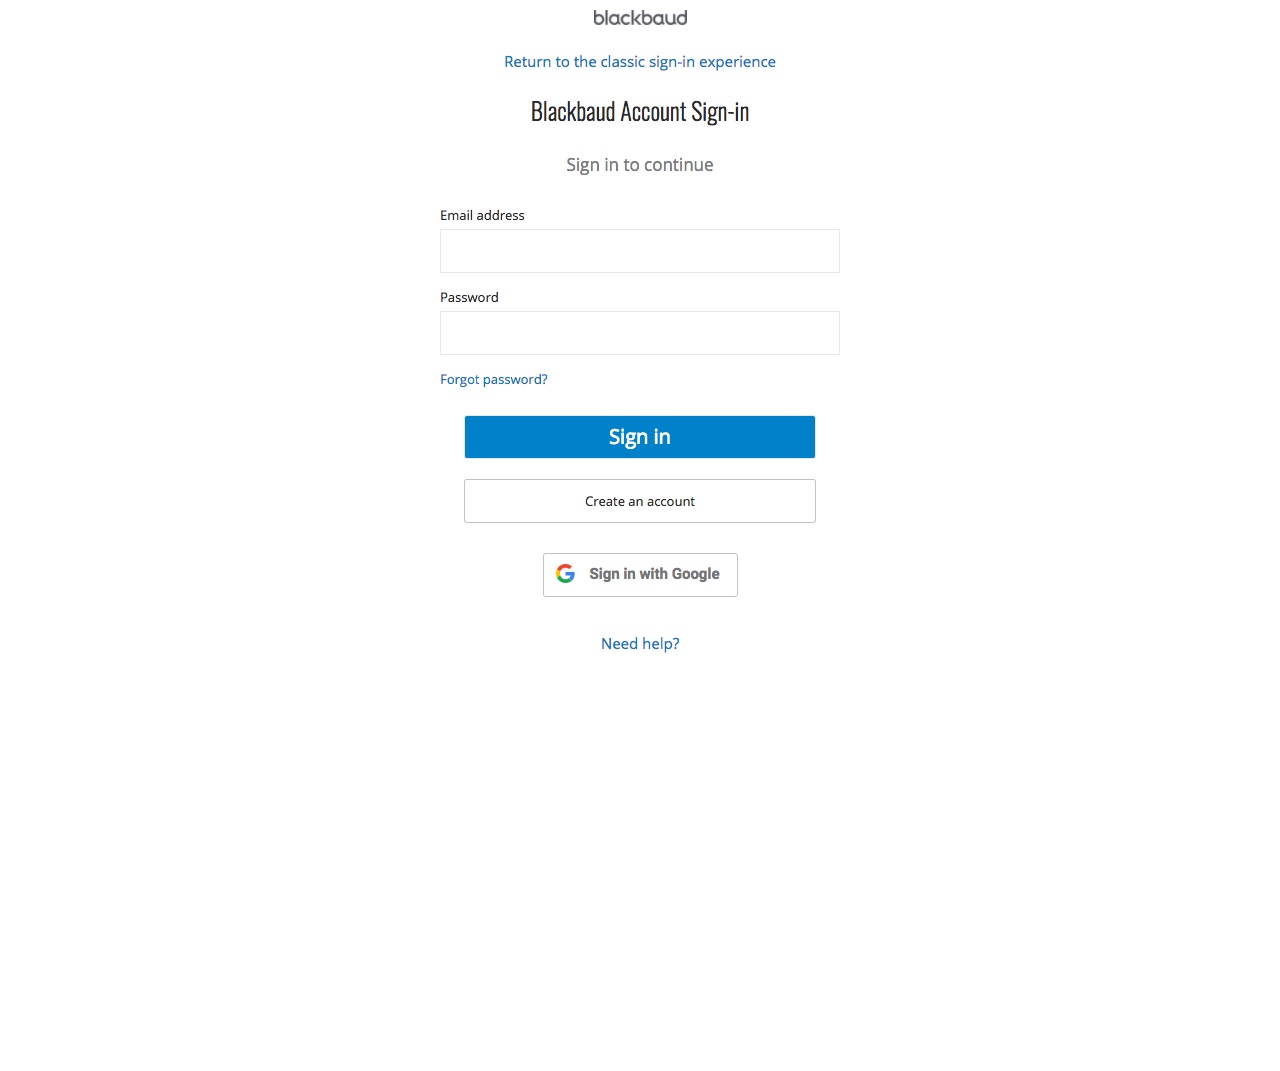 blackbaud
Return to the classic sign-in experience
Blackbaud Account Sign-in
Sign in to continue
Email address
Password
Forgot password?
Sign in
Create an account
Sign in with Google
Need help?